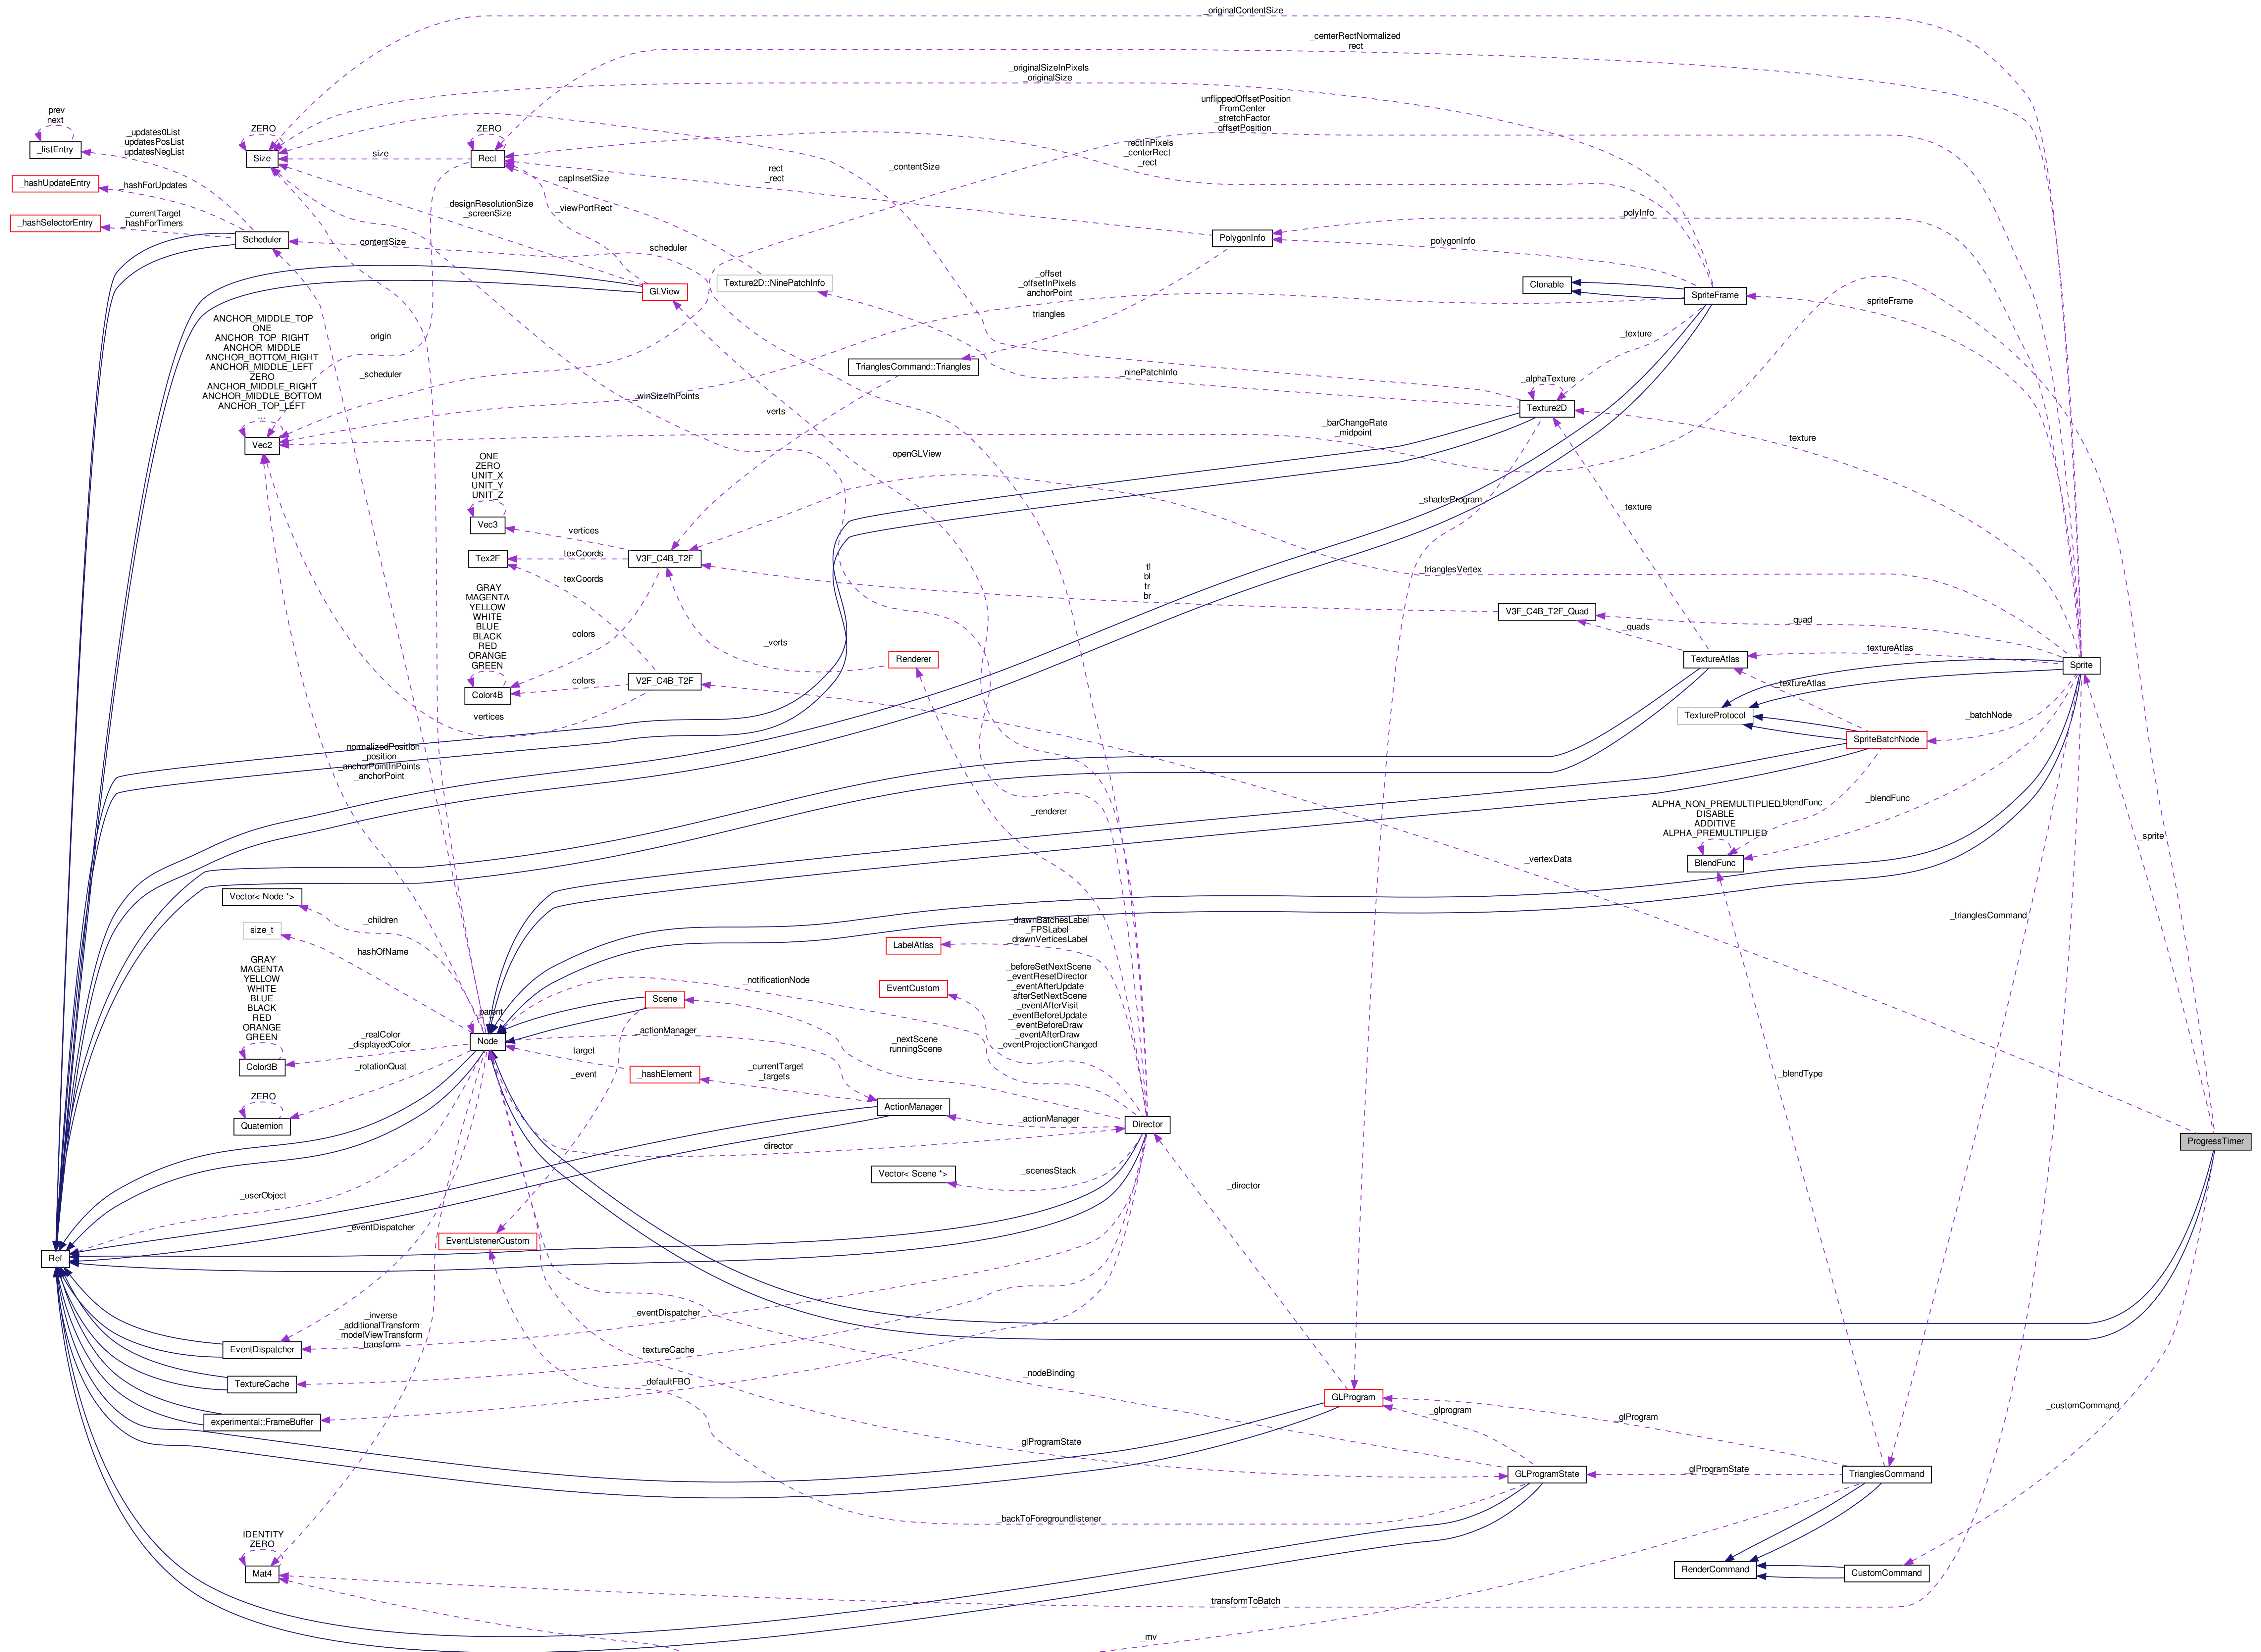 _originalContentSize
_centerRectNormalized
_rect
_originalSizeInPixels
_originalSize
prev
next
_listEntry
_updates0List
_updatesPosList
_updatesNegList
ZERO
Size
size
ZERO
Rect
_unflippedOffsetPosition
FromCenter
_stretchFactor
_offsetPosition
_rectInPixels
_centerRect
_rect
_contentSize
rect
_rect
capInsetSize
_hashUpdateEntry
_hashForUpdates
_hashSelectorEntry
_currentTarget
_hashForTimers
_designResolutionSize
_screenSize
_viewPortRect
_polyInfo
Scheduler
_contentSize
_scheduler
PolygonInfo
_polygonInfo
Texture2D::NinePatchInfo
_offset
_offsetInPixels
_anchorPoint
Clonable
GLView
SpriteFrame
_spriteFrame
triangles
_texture
ANCHOR_MIDDLE_TOP
ONE
ANCHOR_TOP_RIGHT
ANCHOR_MIDDLE
ANCHOR_BOTTOM_RIGHT
ANCHOR_MIDDLE_LEFT
ZERO
ANCHOR_MIDDLE_RIGHT
ANCHOR_MIDDLE_BOTTOM
ANCHOR_TOP_LEFT
...
Vec2
origin
_scheduler
TrianglesCommand::Triangles
_ninePatchInfo
_alphaTexture
Texture2D
_winSizeInPoints
verts
_barChangeRate
_midpoint
_texture
_openGLView
ONE
ZERO
UNIT_X
UNIT_Y
UNIT_Z
Vec3
vertices
_shaderProgram
_texture
Tex2F
texCoords
V3F_C4B_T2F
texCoords
tl
bl
tr
br
_trianglesVertex
GRAY
MAGENTA
YELLOW
WHITE
BLUE
BLACK
RED
ORANGE
GREEN
Color4B
colors
colors
V2F_C4B_T2F
_verts
Renderer
V3F_C4B_T2F_Quad
_quads
_quad
TextureAtlas
_textureAtlas
Sprite
_textureAtlas
vertices
TextureProtocol
_batchNode
SpriteBatchNode
_normalizedPosition
_position
_anchorPointInPoints
_anchorPoint
_renderer
ALPHA_NON_PREMULTIPLIED
DISABLE
ADDITIVE
ALPHA_PREMULTIPLIED
_blendFunc
_blendFunc
BlendFunc
_vertexData
_sprite
Vector< Node *>
_children
size_t
_hashOfName
_drawnBatchesLabel
_FPSLabel
_drawnVerticesLabel
LabelAtlas
_trianglesCommand
GRAY
MAGENTA
YELLOW
WHITE
BLUE
BLACK
RED
ORANGE
GREEN
Color3B
_realColor
_displayedColor
_notificationNode
EventCustom
_beforeSetNextScene
_eventResetDirector
_eventAfterUpdate
_afterSetNextScene
_eventAfterVisit
_eventBeforeUpdate
_eventBeforeDraw
_eventAfterDraw
_eventProjectionChanged
Scene
_parent
Node
_actionManager
_nextScene
_runningScene
target
_event
_rotationQuat
_hashElement
_currentTarget
_targets
_blendType
ZERO
Quaternion
ActionManager
_actionManager
Director
_director
ProgressTimer
Vector< Scene *>
_scenesStack
_director
_userObject
_eventDispatcher
EventListenerCustom
Ref
_inverse
_additionalTransform
_modelViewTransform
_transform
_eventDispatcher
EventDispatcher
_textureCache
TextureCache
_defaultFBO
_nodeBinding
GLProgram
experimental::FrameBuffer
_glprogram
_glProgram
_customCommand
_glProgramState
GLProgramState
_glProgramState
TrianglesCommand
_backToForegroundlistener
IDENTITY
ZERO
Mat4
RenderCommand
CustomCommand
_transformToBatch
_mv